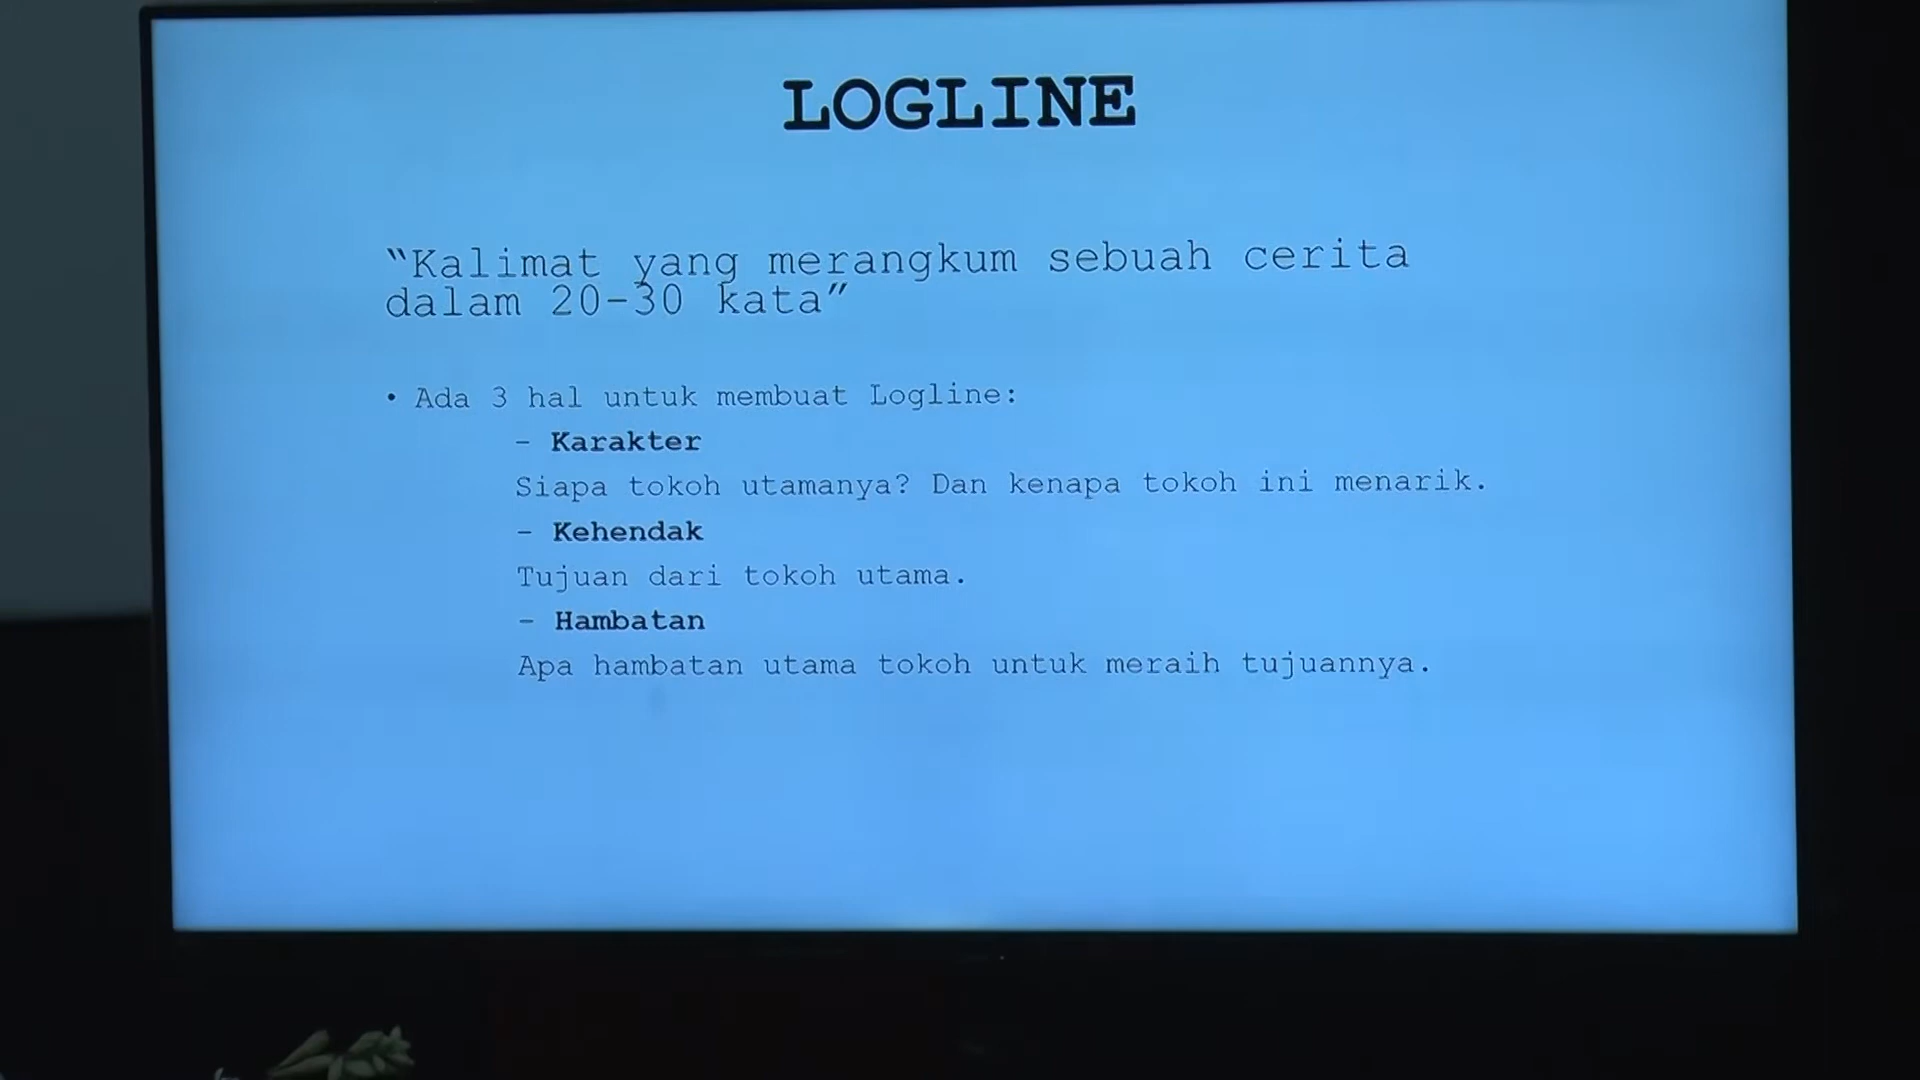 LOGLINE
“Kalimat yang merangkum sebuah cerita
dalam 20-30 kata”
• Ada 3 hal untuk membuat Logline:
- Karakter
Siapa tokoh utamanya? Dan kenapa tokoh ini menarik.
- Kehendak
Tujuan dari tokoh utama.
- Hambatan
Apa hambatan utama tokoh untuk meraih tujuannya.